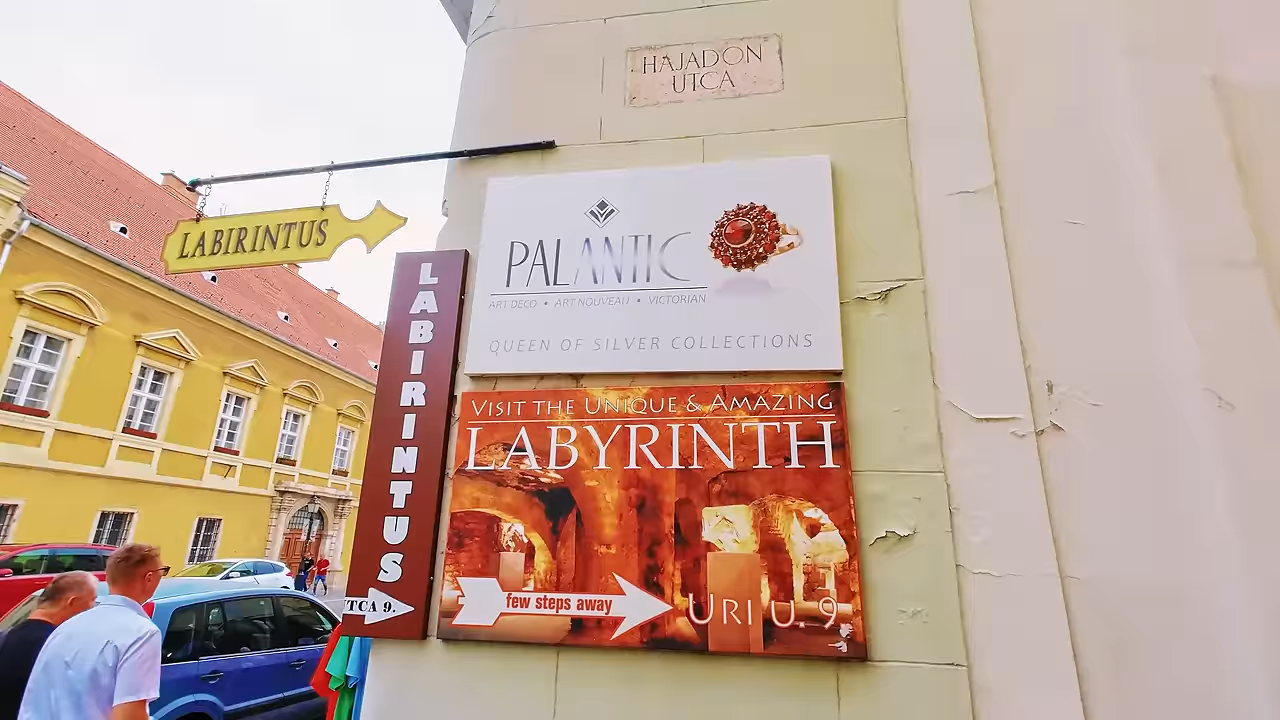 HAJADON
UTCA
LABIRINTUS
PALANTIC
ART DECO • ART NOUVEAU • VICTORIAN
QUEEN OF SILVER COLLECTIONS
LABIRINTUS
UTCA 9.
VISIT THE UNIQUE & AMAZING
LABYRINTH
few steps away
URI U. 9.